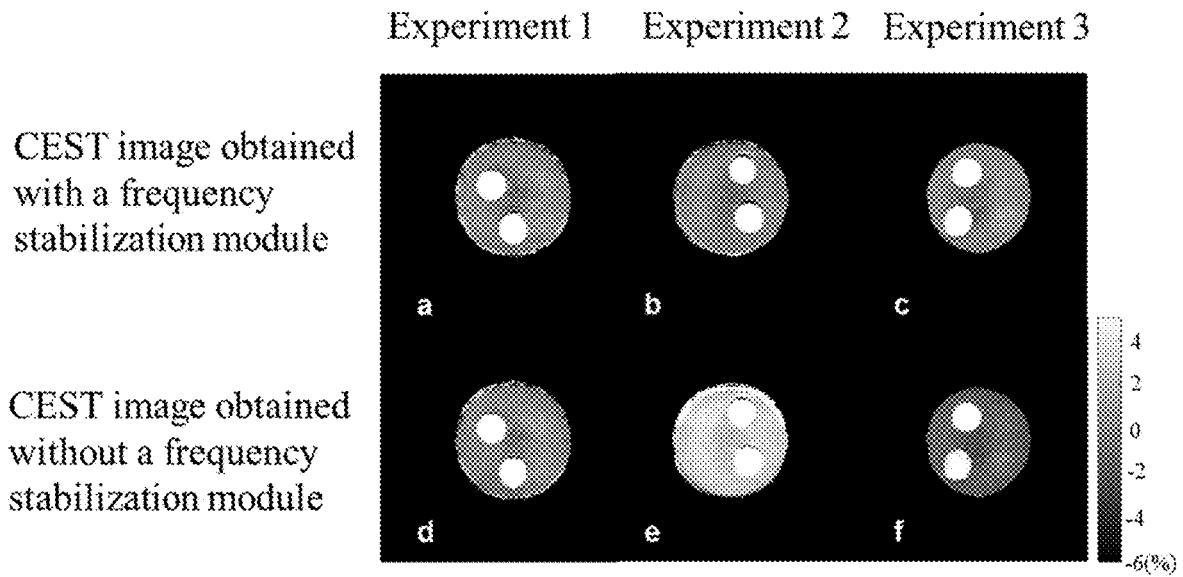 Experiment 1 Experiment 2 Experiment 3
CEST image obtained
with a frequency
stabilization module
a b c
CEST image obtained
without a frequency
stabilization module
d e f
4
2
0
-2
-4
-6(%)